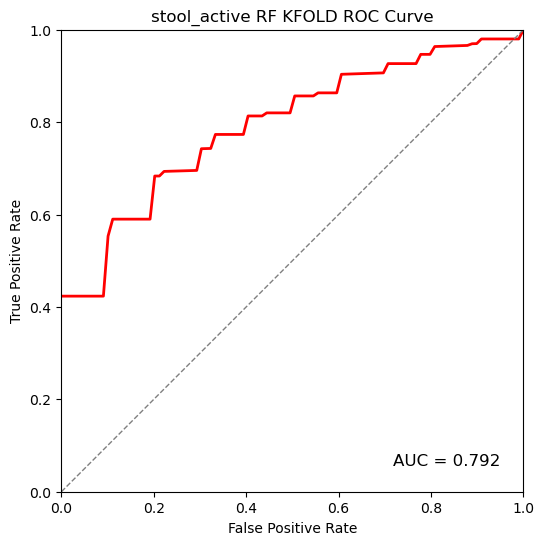 stool_active RF KFOLD ROC Curve
True Positive Rate
1.0
0.8
0.6
0.4
0.2
0.0
AUC = 0.792
0.0 0.2 0.4 0.6 0.8 1.0
False Positive Rate